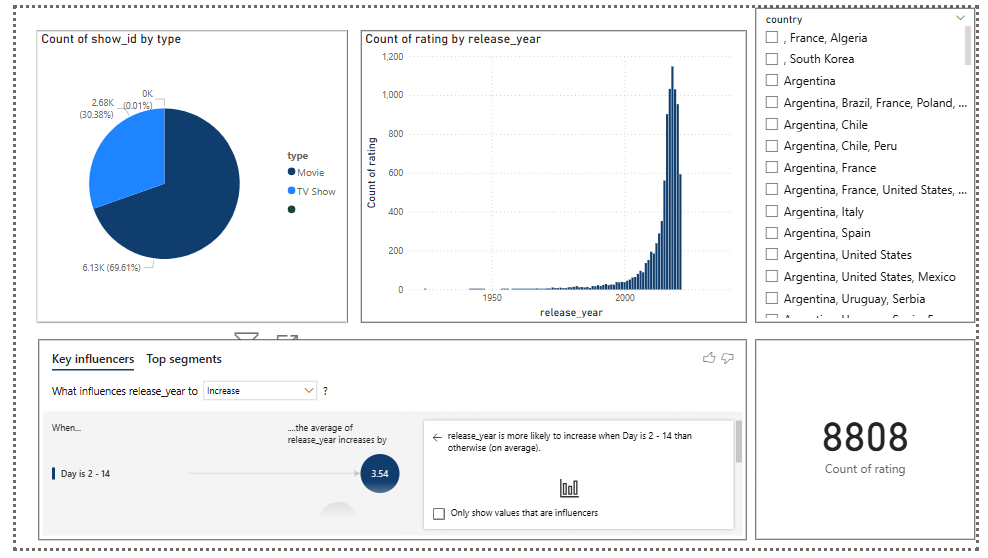 Count of show_id by type
0K
(0.01%)
2.68K
(30.38%)
6.13K (69.61%)
type
Movie
TV Show
Count of rating by release_year
Count of rating
1,200
1,000
800
600
400
200
0
1950
2000
release_year
country
, France, Algeria
, South Korea
Argentina
Argentina, Brazil, France, Poland, ...
Argentina, Chile
Argentina, Chile, Peru
Argentina, France
Argentina, France, United States, ...
Argentina, Italy
Argentina, Spain
Argentina, United States
Argentina, United States, Mexico
Argentina, Uruguay, Serbia
Key influencers
Top segments
What influences release_year to Increase ?
When...
....the average of
release_year increases by
Day is 2 - 14
3.54
release_year is more likely to increase when Day is 2 - 14 than
otherwise (on average).
Only show values that are influencers
8808
Count of rating